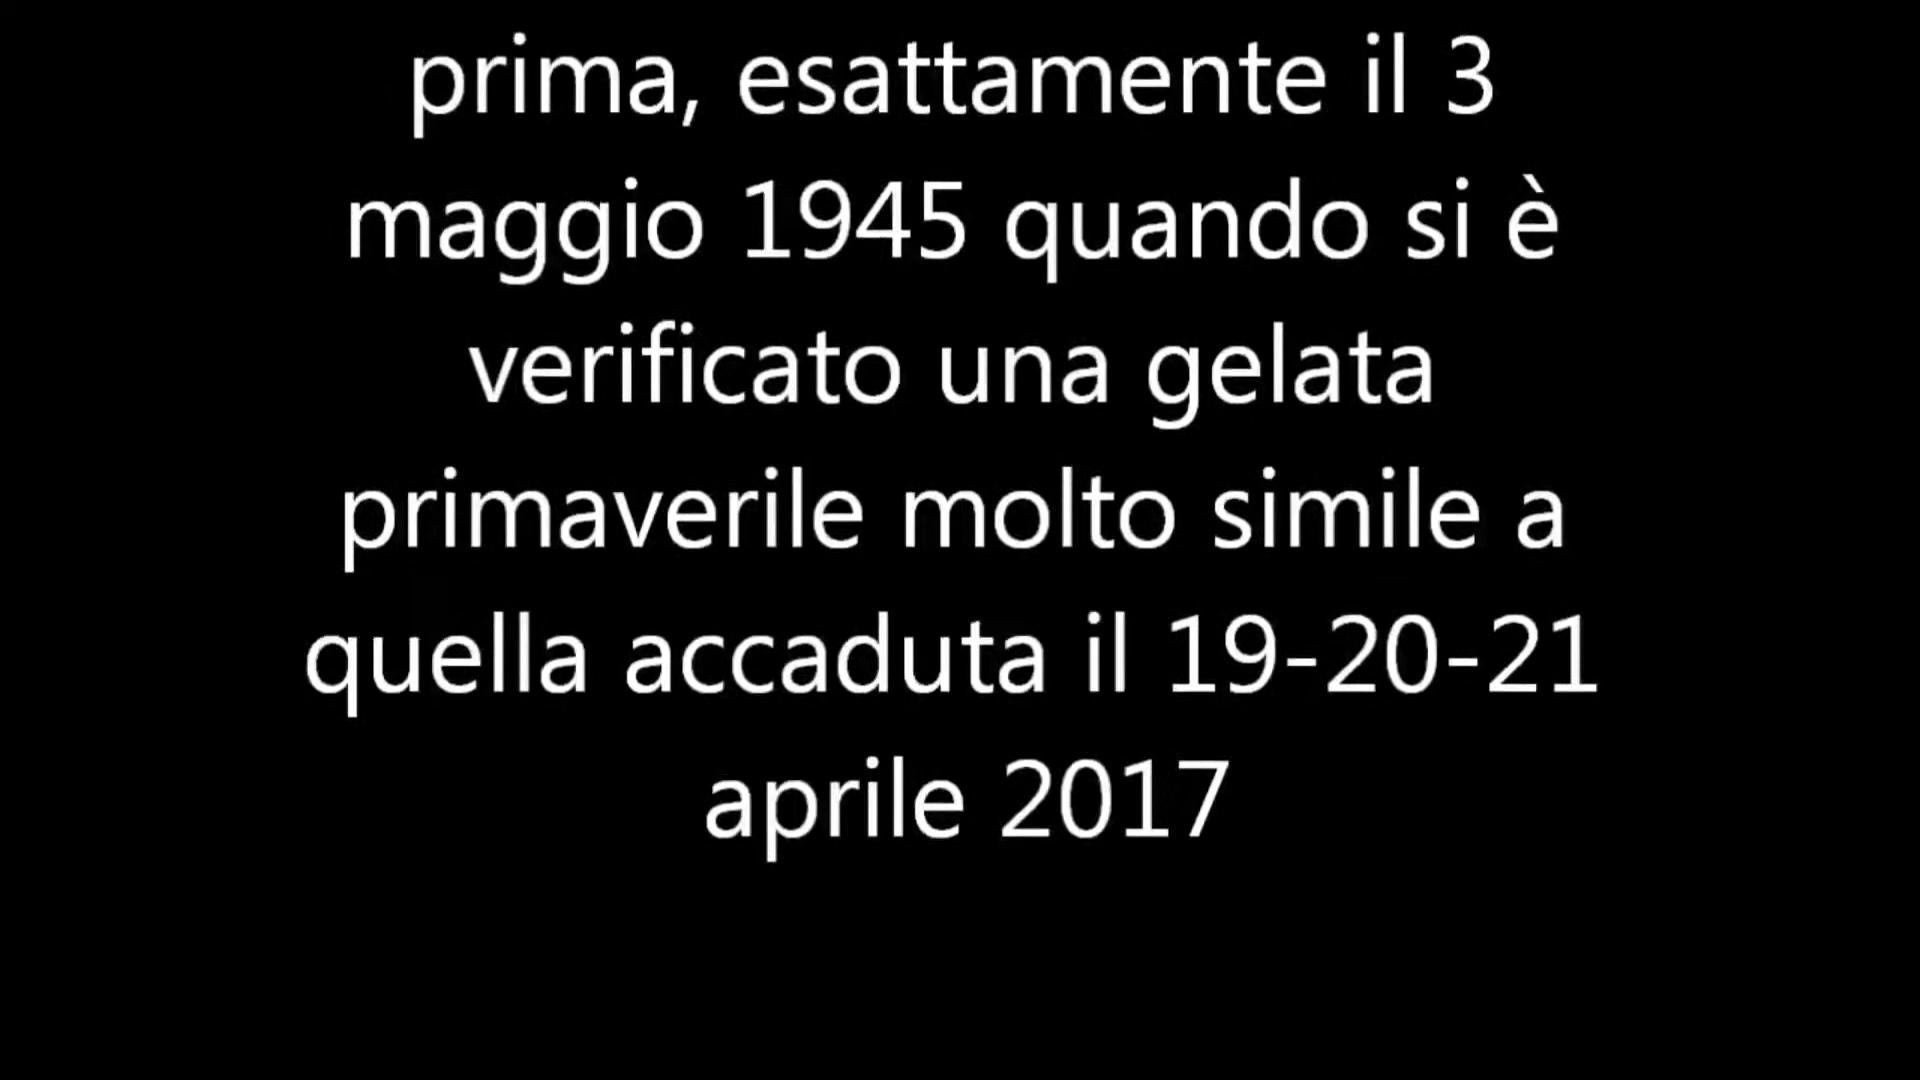 prima, esattamente il 3
maggio 1945 quando si è
verificato una gelata
primaverile molto simile a
quella accaduta il 19-20-21
aprile 2017